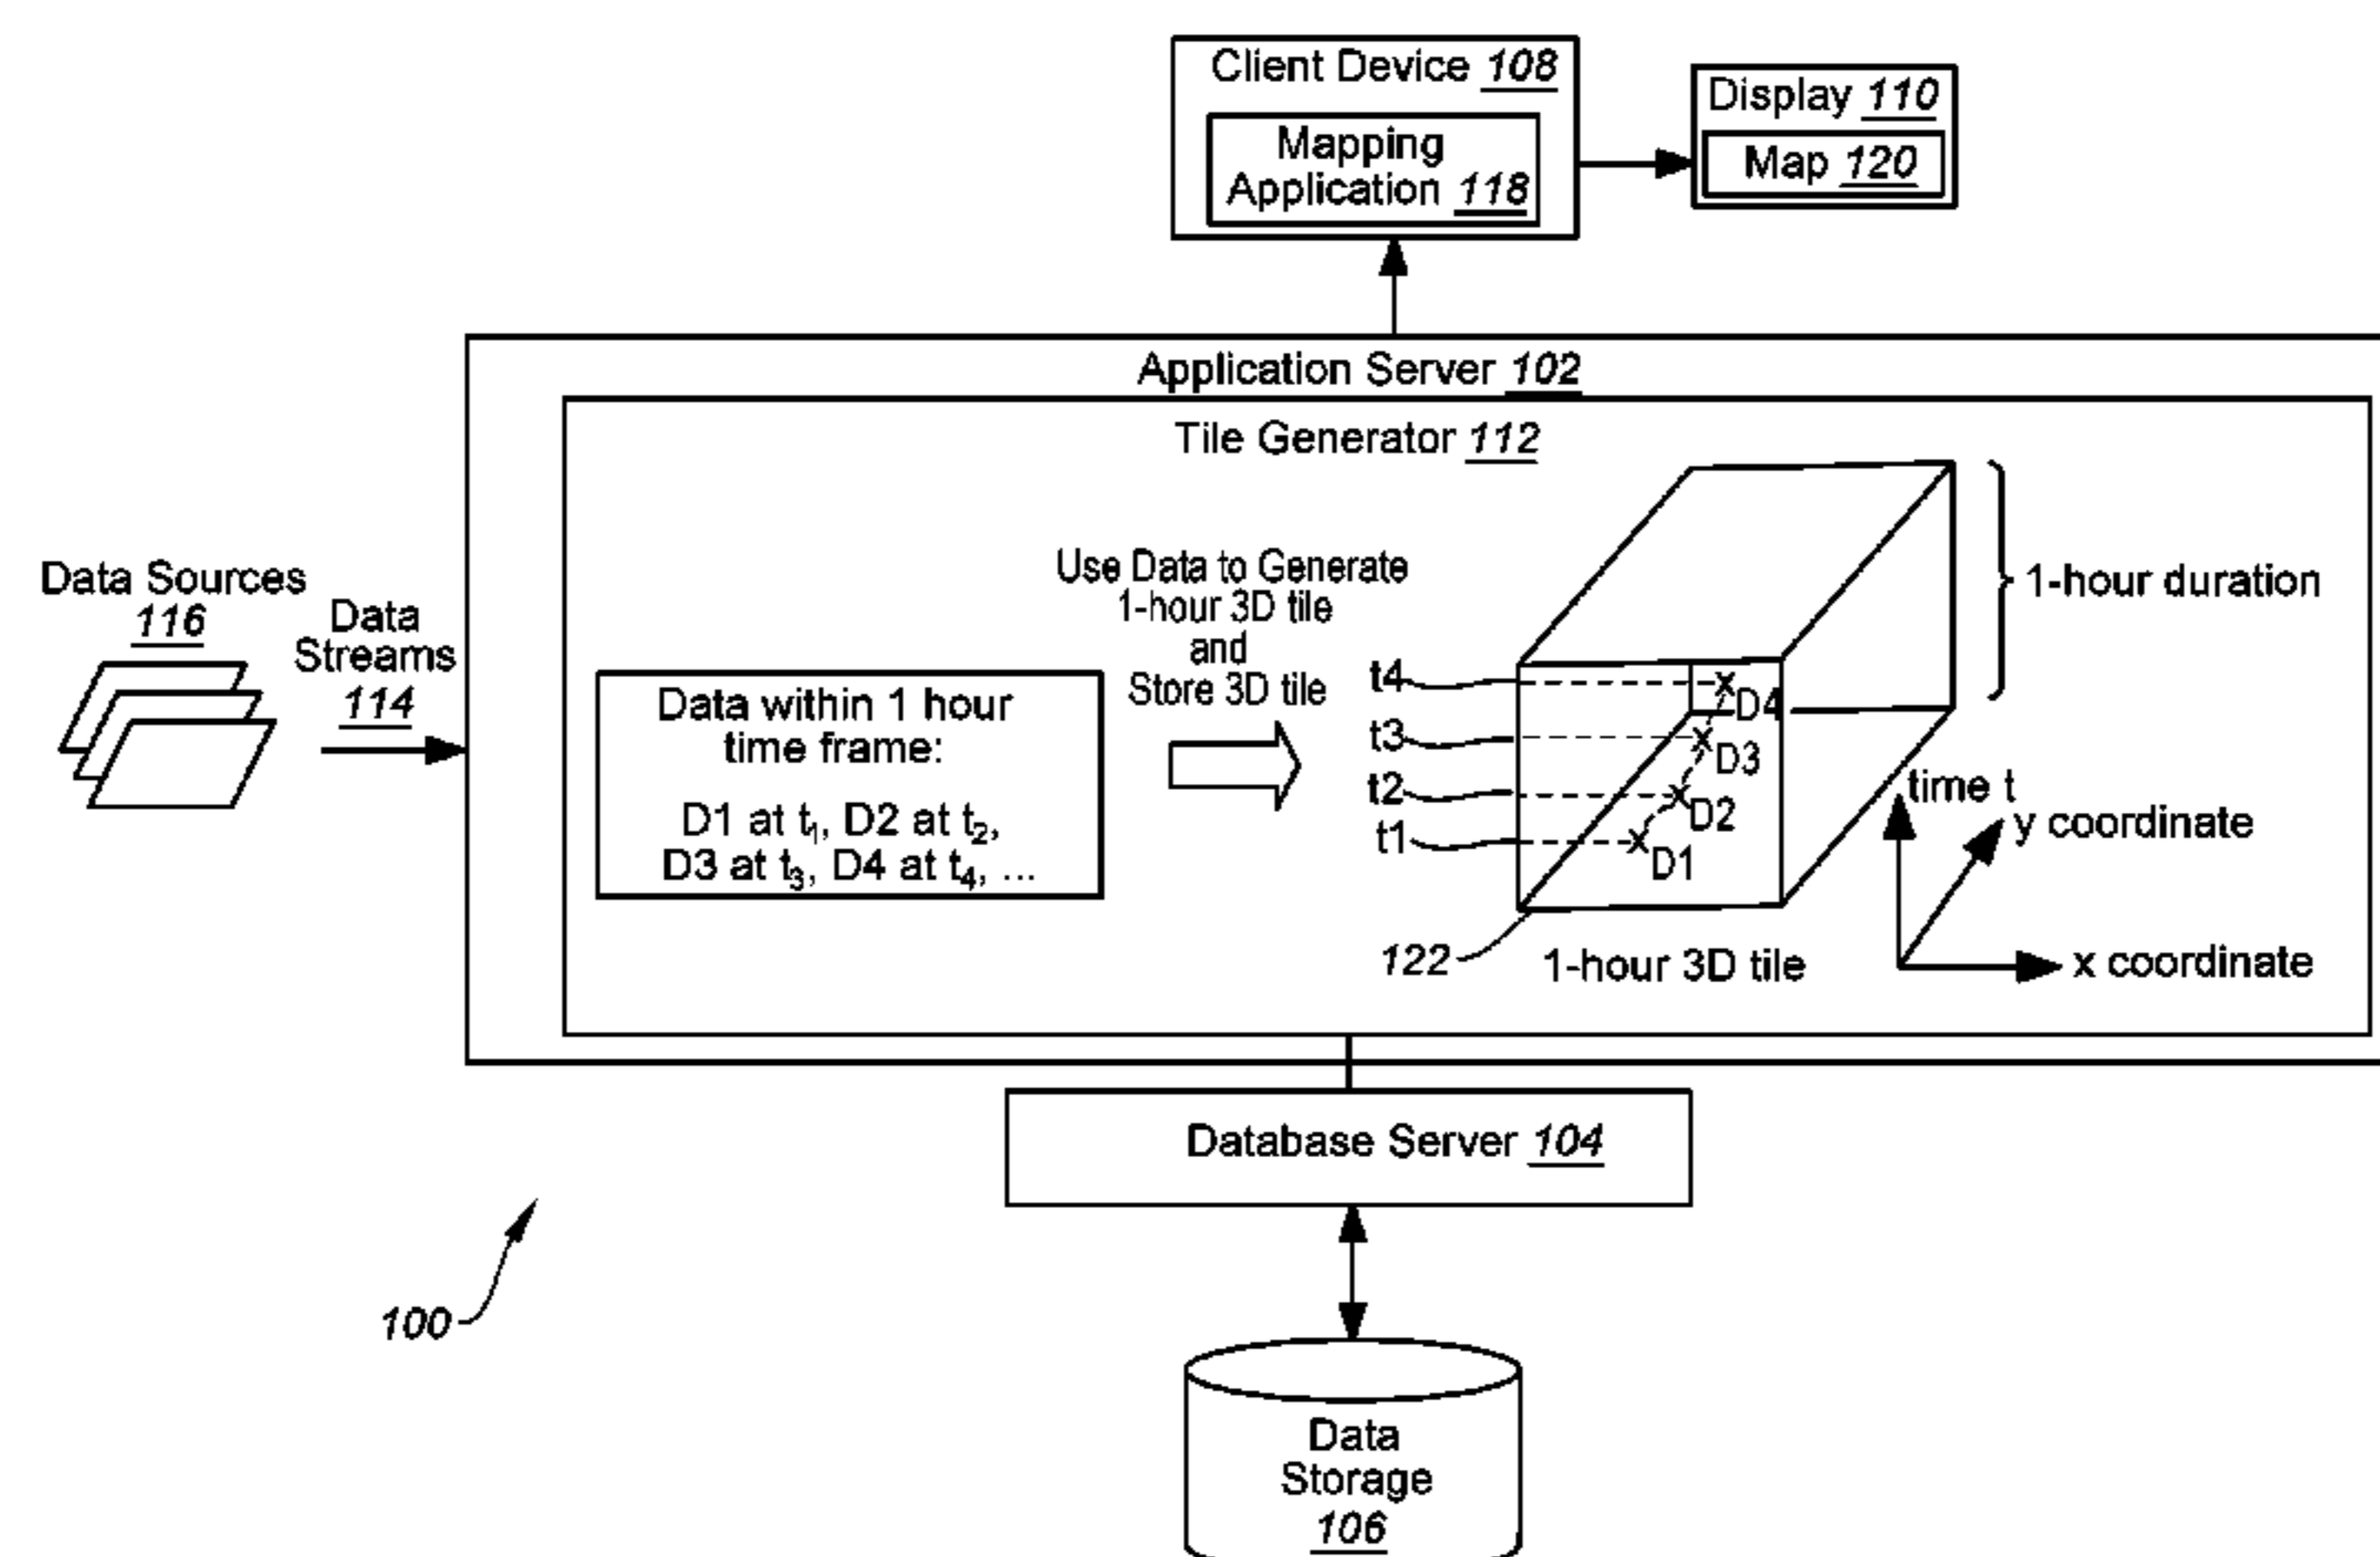 Client Device 108
Mapping
Application 118
Display 110
Map 120
Application Server 102
Tile Generator 112
Data Sources
116
Data
Streams
114
Data within 1 hour
time frame:
D1 at t1, D2 at t2,
D3 at t3, D4 at t4, ...
Use Data to Generate
1-hour 3D tile
and
Store 3D tile
1-hour duration
t4
D4
t3
D3
t2
D2
t1
D1
time t
y coordinate
x coordinate
122
1-hour 3D tile
Database Server 104
100
Data
Storage
106